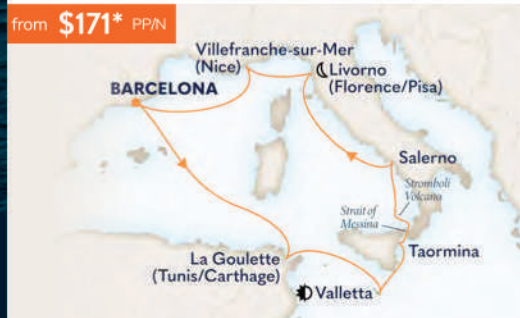 from $171* PP/N
Villefranche-sur-Mer
(Nice)
Livorno
(Florence/Pisa)
BARCELONA
Salerno
Stromboli
Volcano
Strait of
Messina
Taormina
La Goulette
(Tunis/Carthage)
Valletta